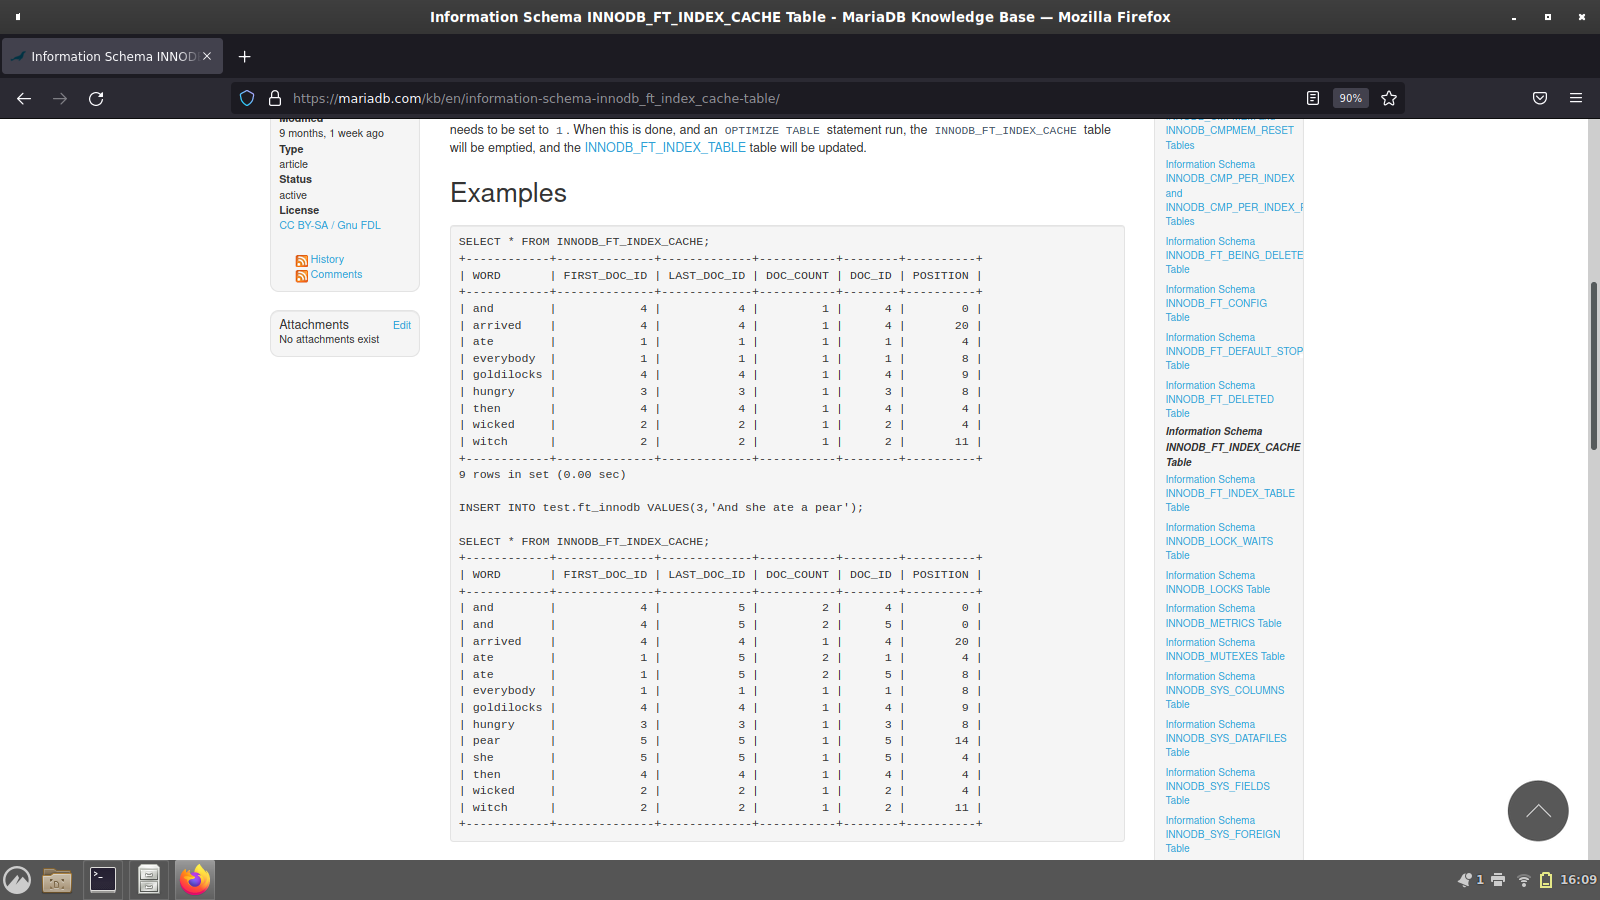 Information Schema INNODB_FT_INDEX_CACHE Table - MariaDB Knowledge Base — Mozilla Firefox
Information Schema INNOD
https://mariadb.com/kb/en/information-schema-innodb_ft_index_cache-table/
90%
Modified
9 months, 1 week ago
Type
article
Status
active
License
CC BY-SA / Gnu FDL
History
Comments
Attachments Edit
No attachments exist
needs to be set to 1 . When this is done, and an OPTIMIZE TABLE statement run, the INNODB_FT_INDEX_CACHE table
will be emptied, and the INNODB_FT_INDEX_TABLE table will be updated.
Examples
SELECT * FROM INNODB_FT_INDEX_CACHE;
+------------+--------------+-------------+-----------+--------+----------+
| WORD       | FIRST_DOC_ID | LAST_DOC_ID | DOC_COUNT | DOC_ID | POSITION |
+------------+--------------+-------------+-----------+--------+----------+
| and        |            4 |           4 |         1 |      4 |        0 |
| arrived    |            4 |           4 |         1 |      4 |       20 |
| ate        |            1 |           1 |         1 |      1 |        4 |
| everybody  |            1 |           1 |         1 |      1 |        8 |
| goldilocks |            4 |           4 |         1 |      4 |        9 |
| hungry     |            3 |           3 |         1 |      3 |        8 |
| then       |            4 |           4 |         1 |      4 |        4 |
| wicked     |            2 |           2 |         1 |      2 |        4 |
| witch      |            2 |           2 |         1 |      2 |       11 |
+------------+--------------+-------------+-----------+--------+----------+
9 rows in set (0.00 sec)
INSERT INTO test.ft_innodb VALUES(3,'And she ate a pear');
SELECT * FROM INNODB_FT_INDEX_CACHE;
+------------+--------------+-------------+-----------+--------+----------+
| WORD       | FIRST_DOC_ID | LAST_DOC_ID | DOC_COUNT | DOC_ID | POSITION |
+------------+--------------+-------------+-----------+--------+----------+
| and        |            4 |           5 |         2 |      4 |        0 |
| and        |            4 |           5 |         2 |      5 |        0 |
| arrived    |            4 |           4 |         1 |      4 |       20 |
| ate        |            1 |           5 |         2 |      1 |        4 |
| ate        |            1 |           5 |         2 |      5 |        8 |
| everybody  |            1 |           1 |         1 |      1 |        8 |
| goldilocks |            4 |           4 |         1 |      4 |        9 |
| hungry     |            3 |           3 |         1 |      3 |        8 |
| pear       |            5 |           5 |         1 |      5 |       14 |
| she        |            5 |           5 |         1 |      5 |        4 |
| then       |            4 |           4 |         1 |      4 |        4 |
| wicked     |            2 |           2 |         1 |      2 |        4 |
| witch      |            2 |           2 |         1 |      2 |       11 |
+------------+--------------+-------------+-----------+--------+----------+
INNODB_CMPMEM_RESET
Tables
Information Schema
INNODB_CMP_PER_INDEX
and
INNODB_CMP_PER_INDEX_R
Tables
Information Schema
INNODB_FT_BEING_DELETE
Table
Information Schema
INNODB_FT_CONFIG
Table
Information Schema
INNODB_FT_DEFAULT_STOP
Table
Information Schema
INNODB_FT_DELETED
Table
Information Schema
INNODB_FT_INDEX_CACHE
Table
Information Schema
INNODB_FT_INDEX_TABLE
Table
Information Schema
INNODB_LOCK_WAITS
Table
Information Schema
INNODB_LOCKS Table
Information Schema
INNODB_METRICS Table
Information Schema
INNODB_MUTEXES Table
Information Schema
INNODB_SYS_COLUMNS
Table
Information Schema
INNODB_SYS_DATAFILES
Table
Information Schema
INNODB_SYS_FIELDS
Table
Information Schema
INNODB_SYS_FOREIGN
Table
1
16:09